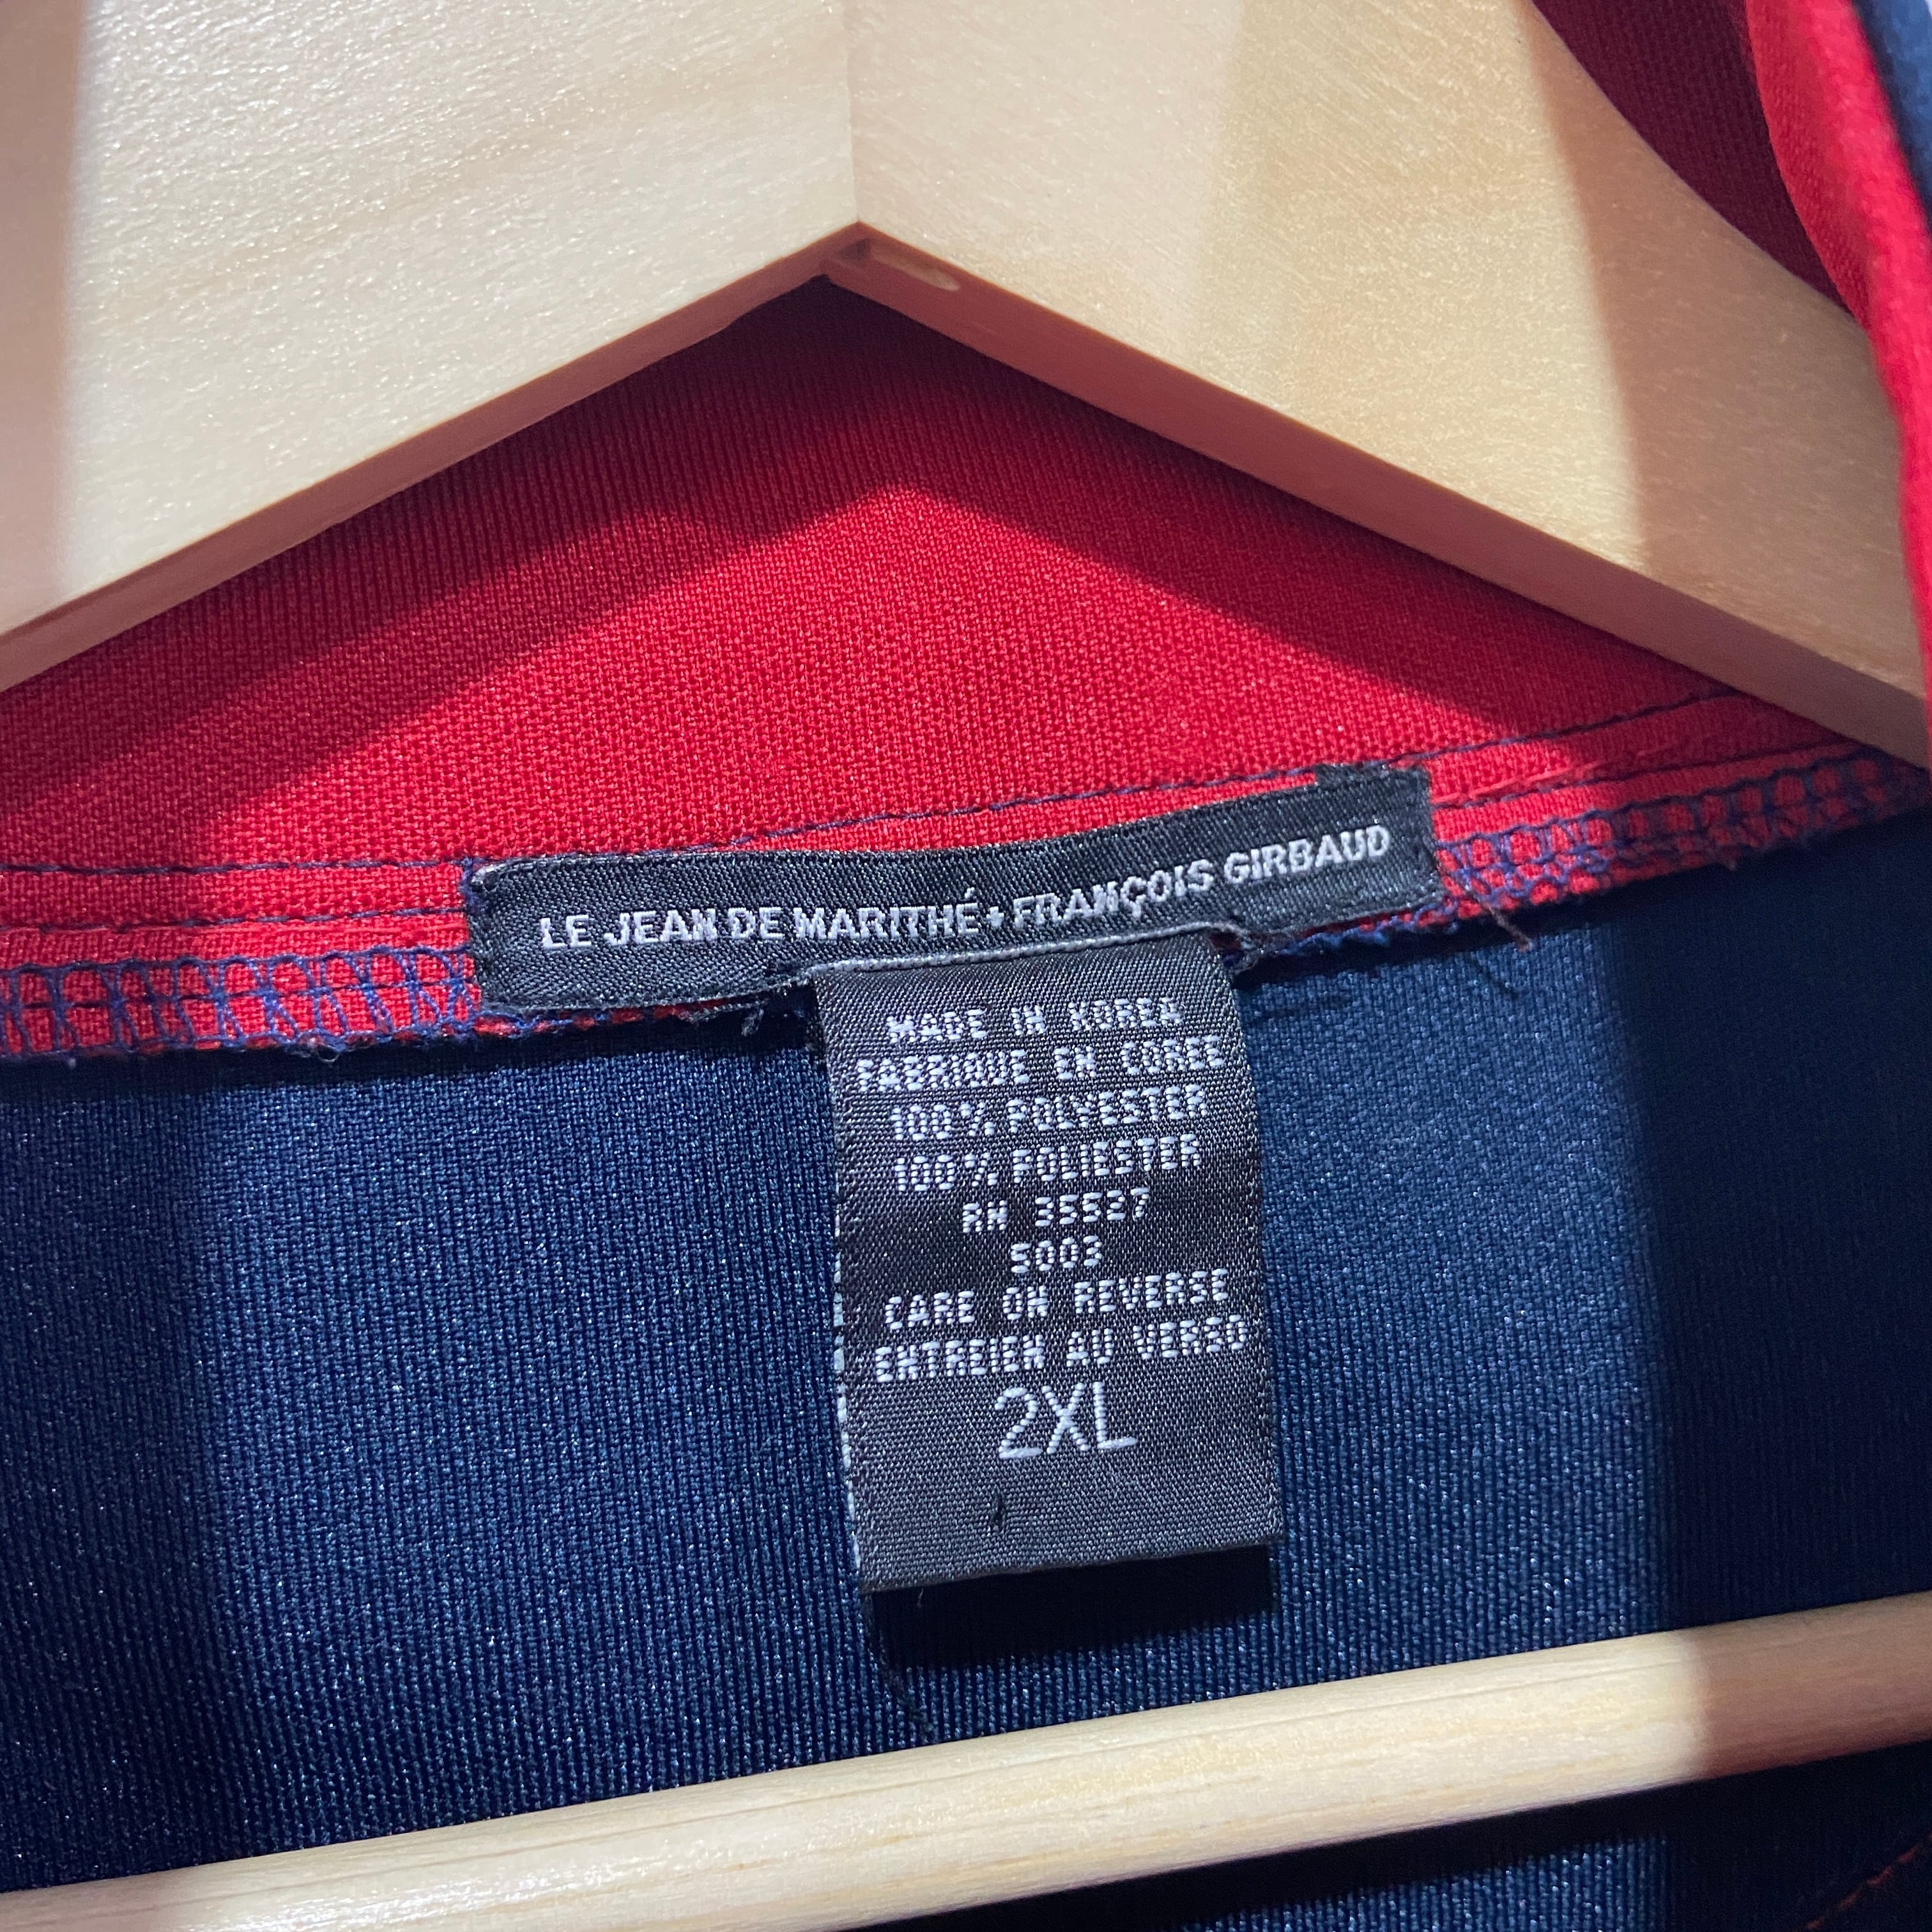 LE JEAN DE MARITHÉ + FRANÇOIS GIRBAUD
MADE IN KOREA
FABRIQUE EN COREE
100% POLYESTER
100% POLIESTER
RN 35527
5003
CARE ON REVERSE
ENTREIEN AU VERSO
2XL